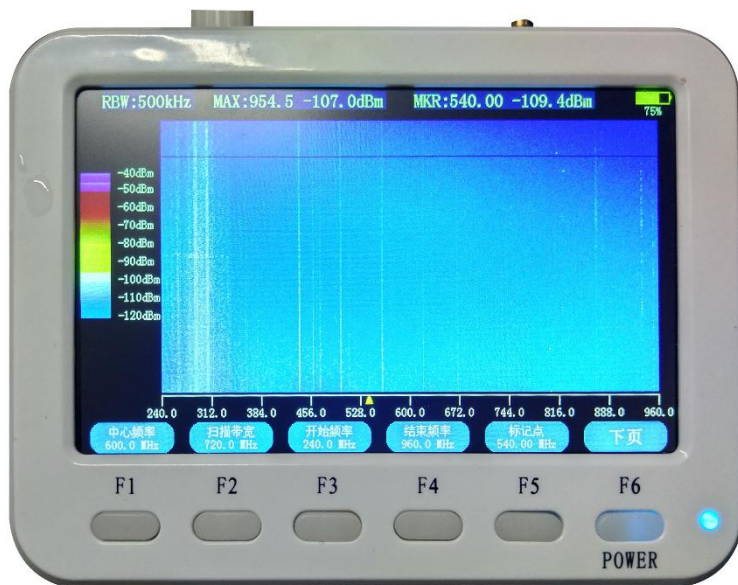 RBW:500kHz MAX:954.5 -107.0dBm MKR:540.00 -109.4dBm
75%
-40dBm
-50dBm
-60dBm
-70dBm
-80dBm
-90dBm
-100dBm
-110dBm
-120dBm
240.0 312.0 384.0 456.0 528.0 600.0 672.0 744.0 816.0 888.0 960.0
中心频率 扫描带宽 开始频率 结束频率 标记点 下页
600.0 MHz 720.0 MHz 240.0 MHz 960.0 MHz 540.00 MHz
F1 F2 F3 F4 F5 F6
POWER